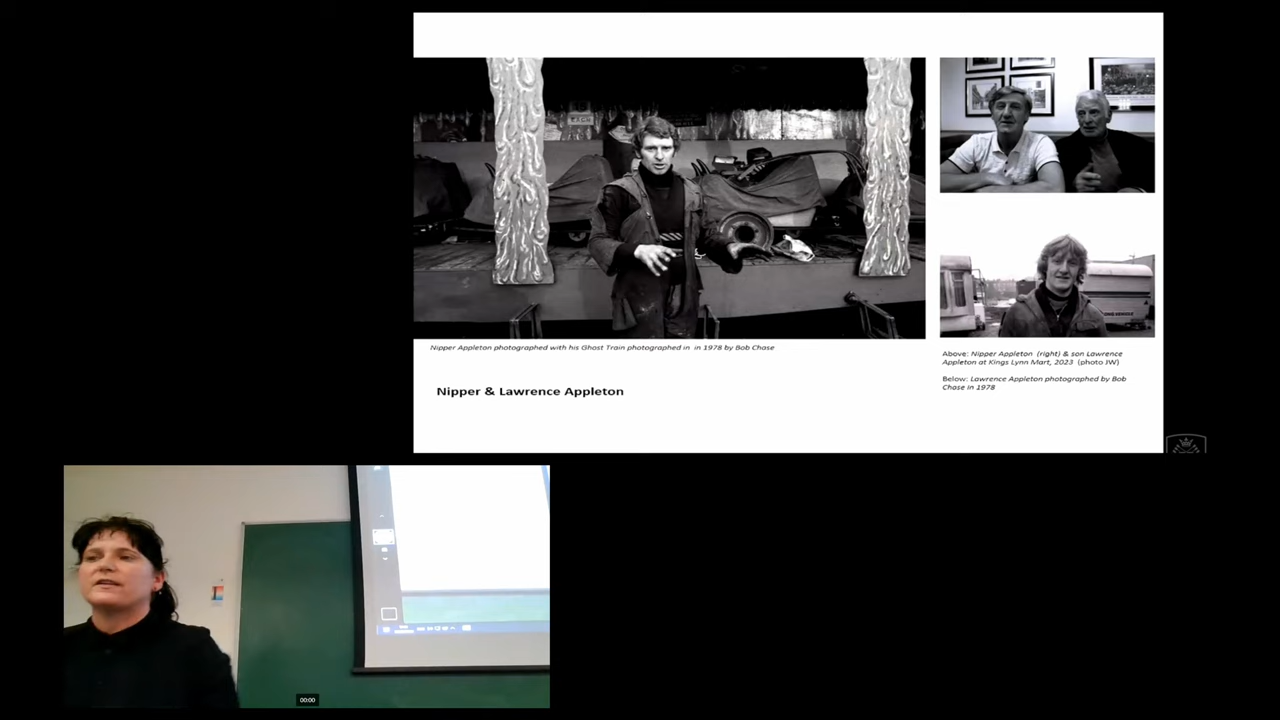 Nipper Appleton photographed with his Ghost Train photographed in in 1978 by Bob Chase
Nipper & Lawrence Appleton
Above: Nipper Appleton (right) & son Lawrence
Appleton at Kings Lynn Mart, 2023 (photo JW)
Below: Lawrence Appleton photographed by Bob
Chase in 1978
00:00